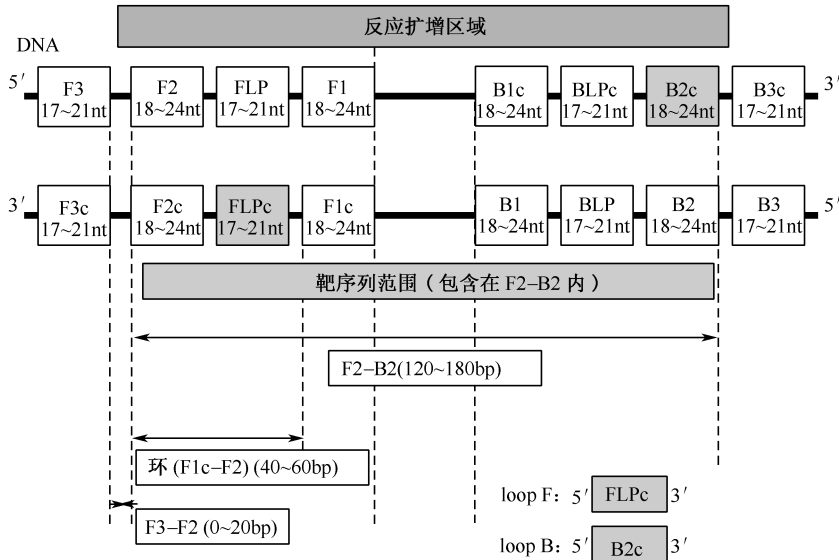 反应扩增区域
DNA
5′ F3 F2 FLP F1 B1c BLPc B2c B3c 3′
17~21nt 18~24nt 17~21nt 18~24nt 18~24nt 17~21nt 18~24nt 17~21nt
3′ F3c F2c FLPc F1c B1 BLP B2 B3 5′
17~21nt 18~24nt 17~21nt 18~24nt 18~24nt 17~21nt 18~24nt 17~21nt
靶序列范围（包含在 F2–B2 内）
F2–B2(120~180bp)
环 (F1c–F2) (40~60bp)
loop F: 5′ FLPc 3′
F3–F2 (0~20bp)
loop B: 5′ B2c 3′